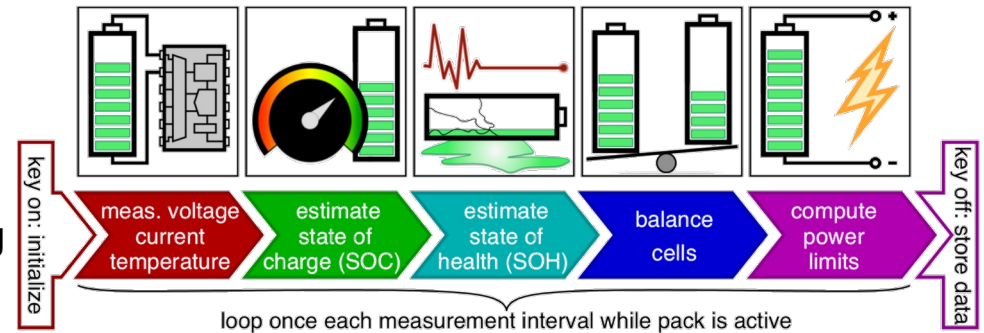 key on: initialize
meas. voltage
current
temperature
estimate
state of
charge (SOC)
estimate
state of
health (SOH)
balance
cells
compute
power
limits
key off: store data
+
−
loop once each measurement interval while pack is active